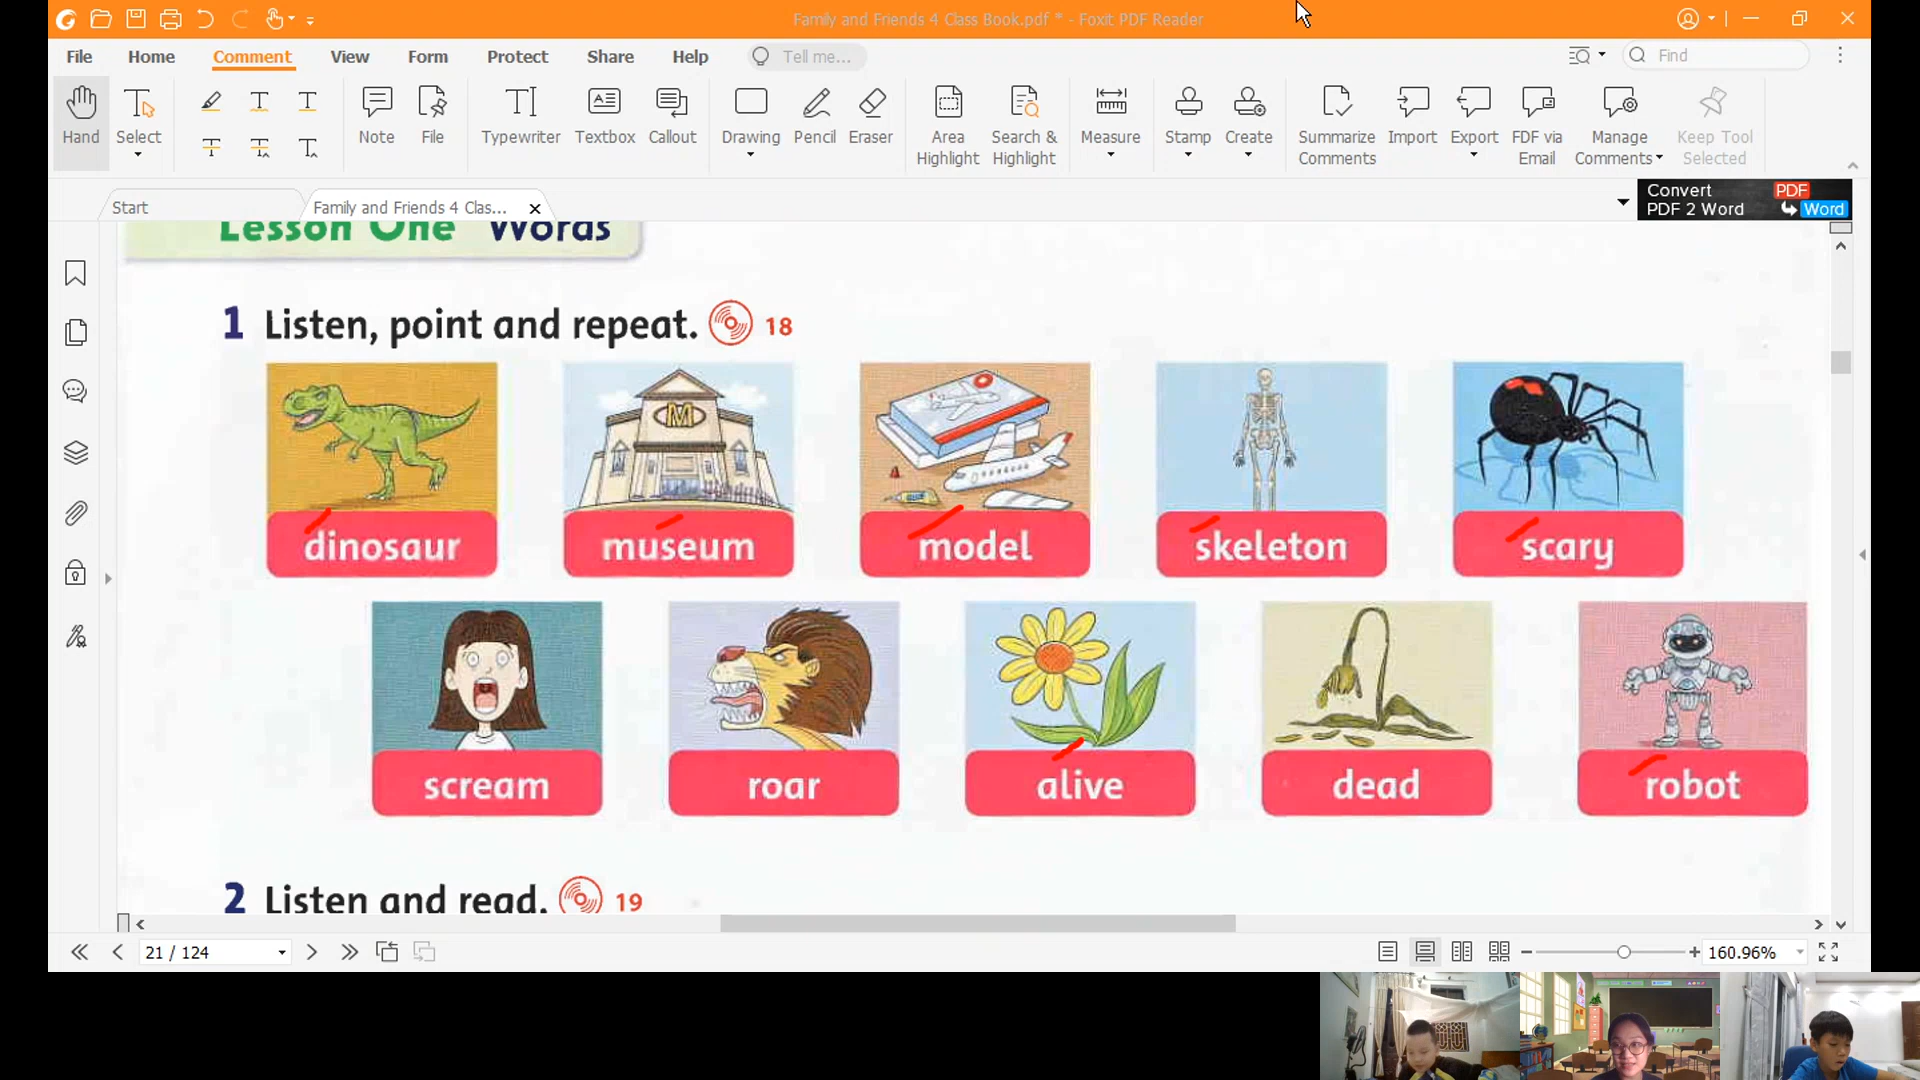 Family and Friends 4 Class Book.pdf * - Foxit PDF Reader
File Home Comment View Form Protect Share Help Tell me... Find
Hand Select Note File Typewriter Textbox Callout Drawing Pencil Eraser Area Highlight Search & Highlight Measure Stamp Create Summarize Comments Import Export FDF via Email Manage Comments Keep Tool Selected
Start Family and Friends 4 Clas...
Convert PDF
PDF 2 Word Word
Lesson One Words
1 Listen, point and repeat. 18
M
dinosaur museum model skeleton scary
scream roar alive dead robot
2 Listen and read. 19
21 / 124 160.96%